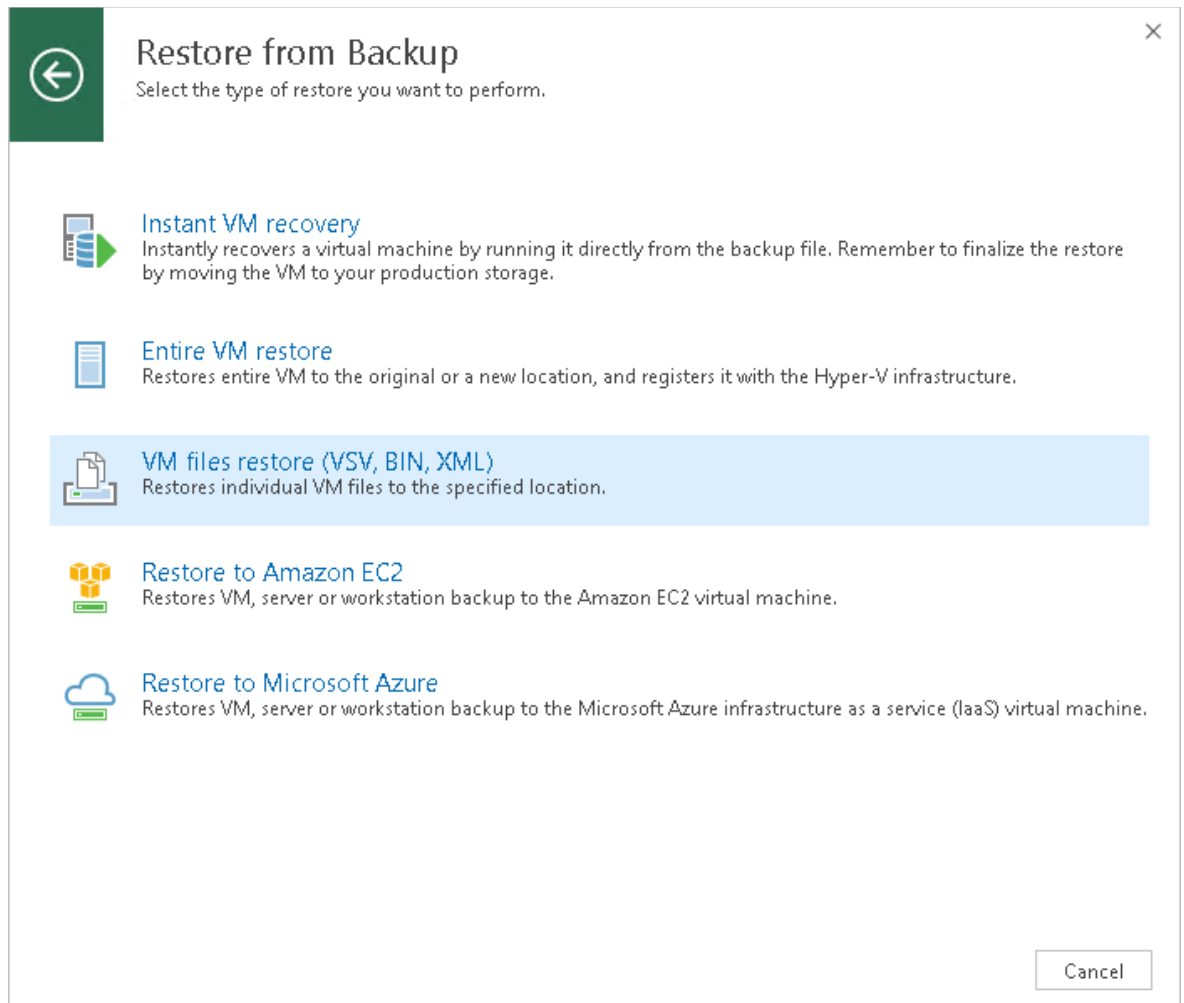 Restore from Backup
Select the type of restore you want to perform.
Instant VM recovery
Instantly recovers a virtual machine by running it directly from the backup file. Remember to finalize the restore
by moving the VM to your production storage.
Entire VM restore
Restores entire VM to the original or a new location, and registers it with the Hyper-V infrastructure.
VM files restore (VSV, BIN, XML)
Restores individual VM files to the specified location.
Restore to Amazon EC2
Restores VM, server or workstation backup to the Amazon EC2 virtual machine.
Restore to Microsoft Azure
Restores VM, server or workstation backup to the Microsoft Azure infrastructure as a service (IaaS) virtual machine.
Cancel